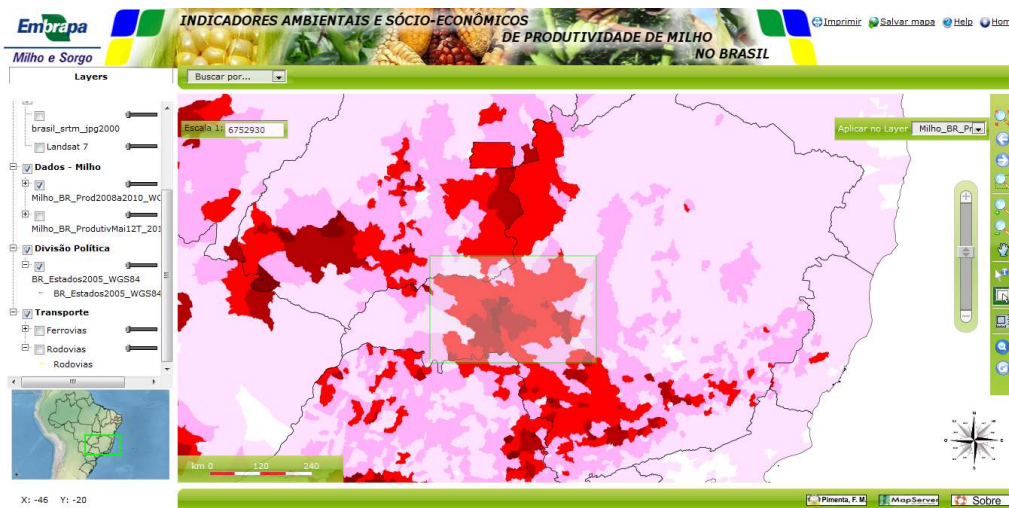 Embrapa
Milho e Sorgo
INDICADORES AMBIENTAIS E SÓCIO-ECONÔMICOS
DE PRODUTIVIDADE DE MILHO
NO BRASIL
Imprimir Salvar mapa Help Hom
Layers
Buscar por...
brasil_srtm_jpg2000
Landsat 7
Dados - Milho
Milho_BR_Prod2008a2010_WG
Milho_BR_ProdutivMai12T_201
Divisão Política
BR_Estados2005_WGS84
BR_Estados2005_WGS84
Transporte
Ferrovias
Rodovias
Rodovias
Escala 1: 6752930
Aplicar no Layer Milho_BR_Pr
km 0 120 240
N
S
X: -46 Y: -20
Pimenta, F. M. MapServer Sobre